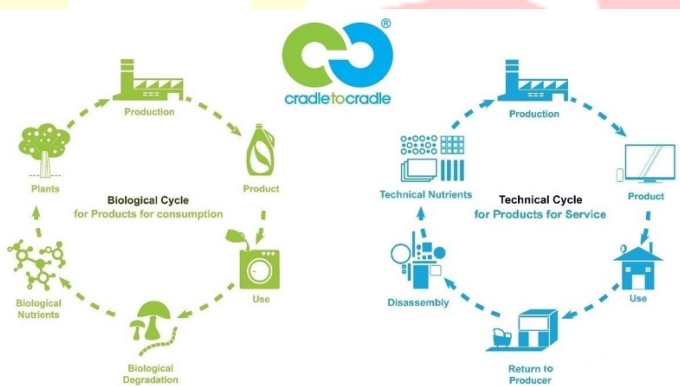 ®
cradletocradle
Production
Product
Use
Biological
Degradation
Biological
Nutrients
Plants
Biological Cycle
for Products for consumption
Production
Product
Use
Return to
Producer
Disassembly
Technical Nutrients
Technical Cycle
for Products for Service